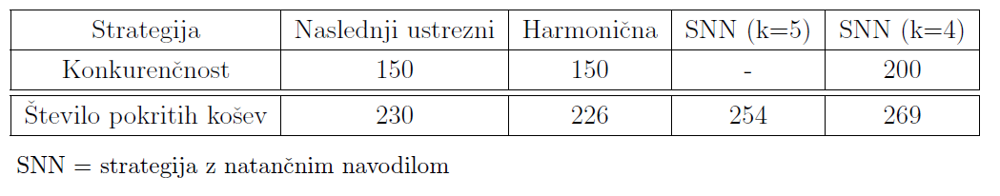 Strategija Naslednji ustrezni Harmonična SNN (k=5) SNN (k=4)
Konkurenčnost 150 150 - 200
Število pokritih košev 230 226 254 269
SNN = strategija z natančnim navodilom